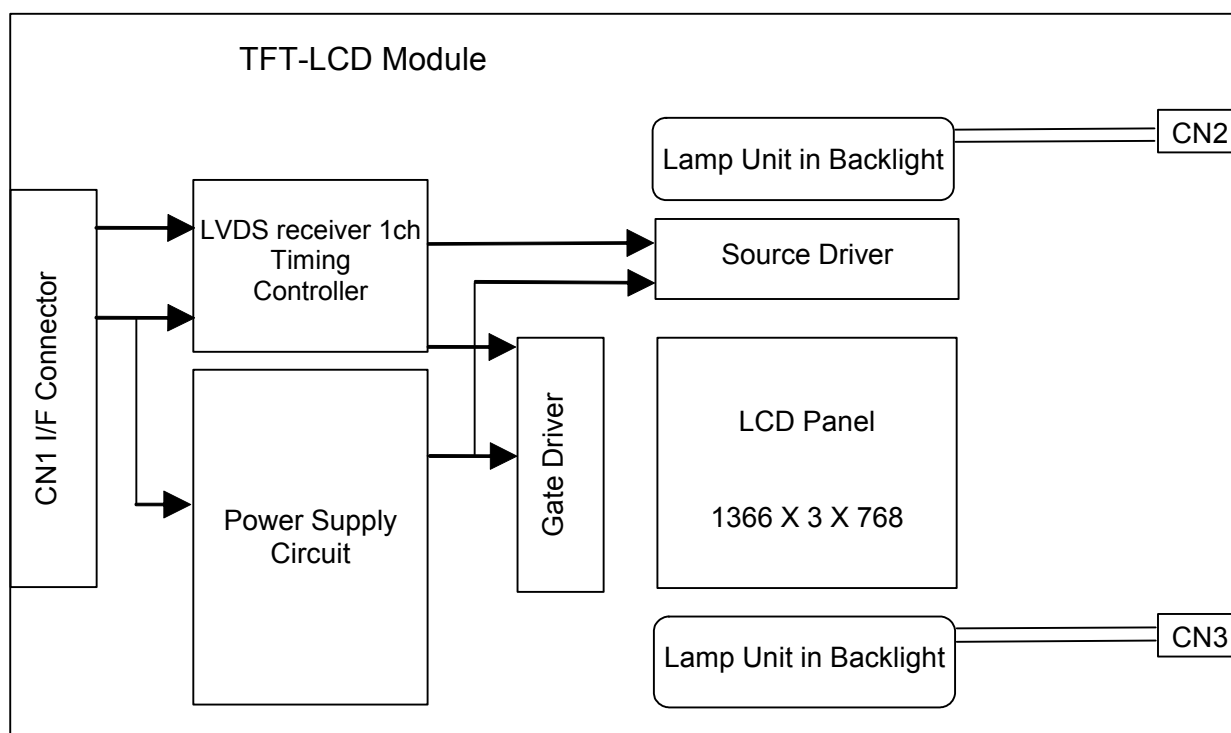 TFT-LCD Module
CN2
Lamp Unit in Backlight
LVDS receiver 1ch
Timing
Controller
Source Driver
CN1 I/F Connector
Gate Driver
LCD Panel
1366 X 3 X 768
Power Supply
Circuit
CN3
Lamp Unit in Backlight